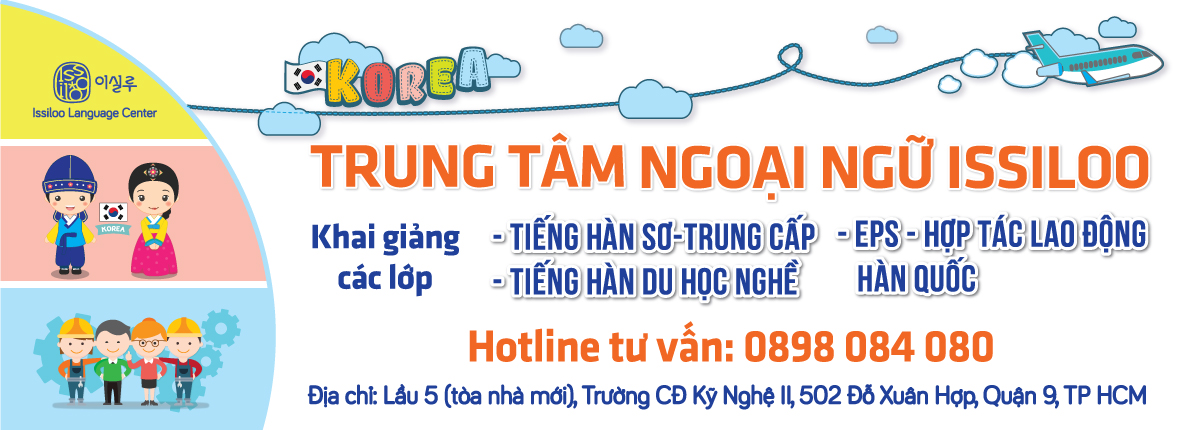 이실루
Issiloo Language Center
KOREA
KOREA
TRUNG TÂM NGOẠI NGỮ ISSILOO
Khai giảng
các lớp
- TIẾNG HÀN SƠ-TRUNG CẤP
- TIẾNG HÀN DU HỌC NGHỀ
- EPS - HỢP TÁC LAO ĐỘNG
HÀN QUỐC
Hotline tư vấn: 0898 084 080
Địa chỉ: Lầu 5 (tòa nhà mới), Trường CĐ Kỹ Nghệ II, 502 Đỗ Xuân Hợp, Quận 9, TP HCM